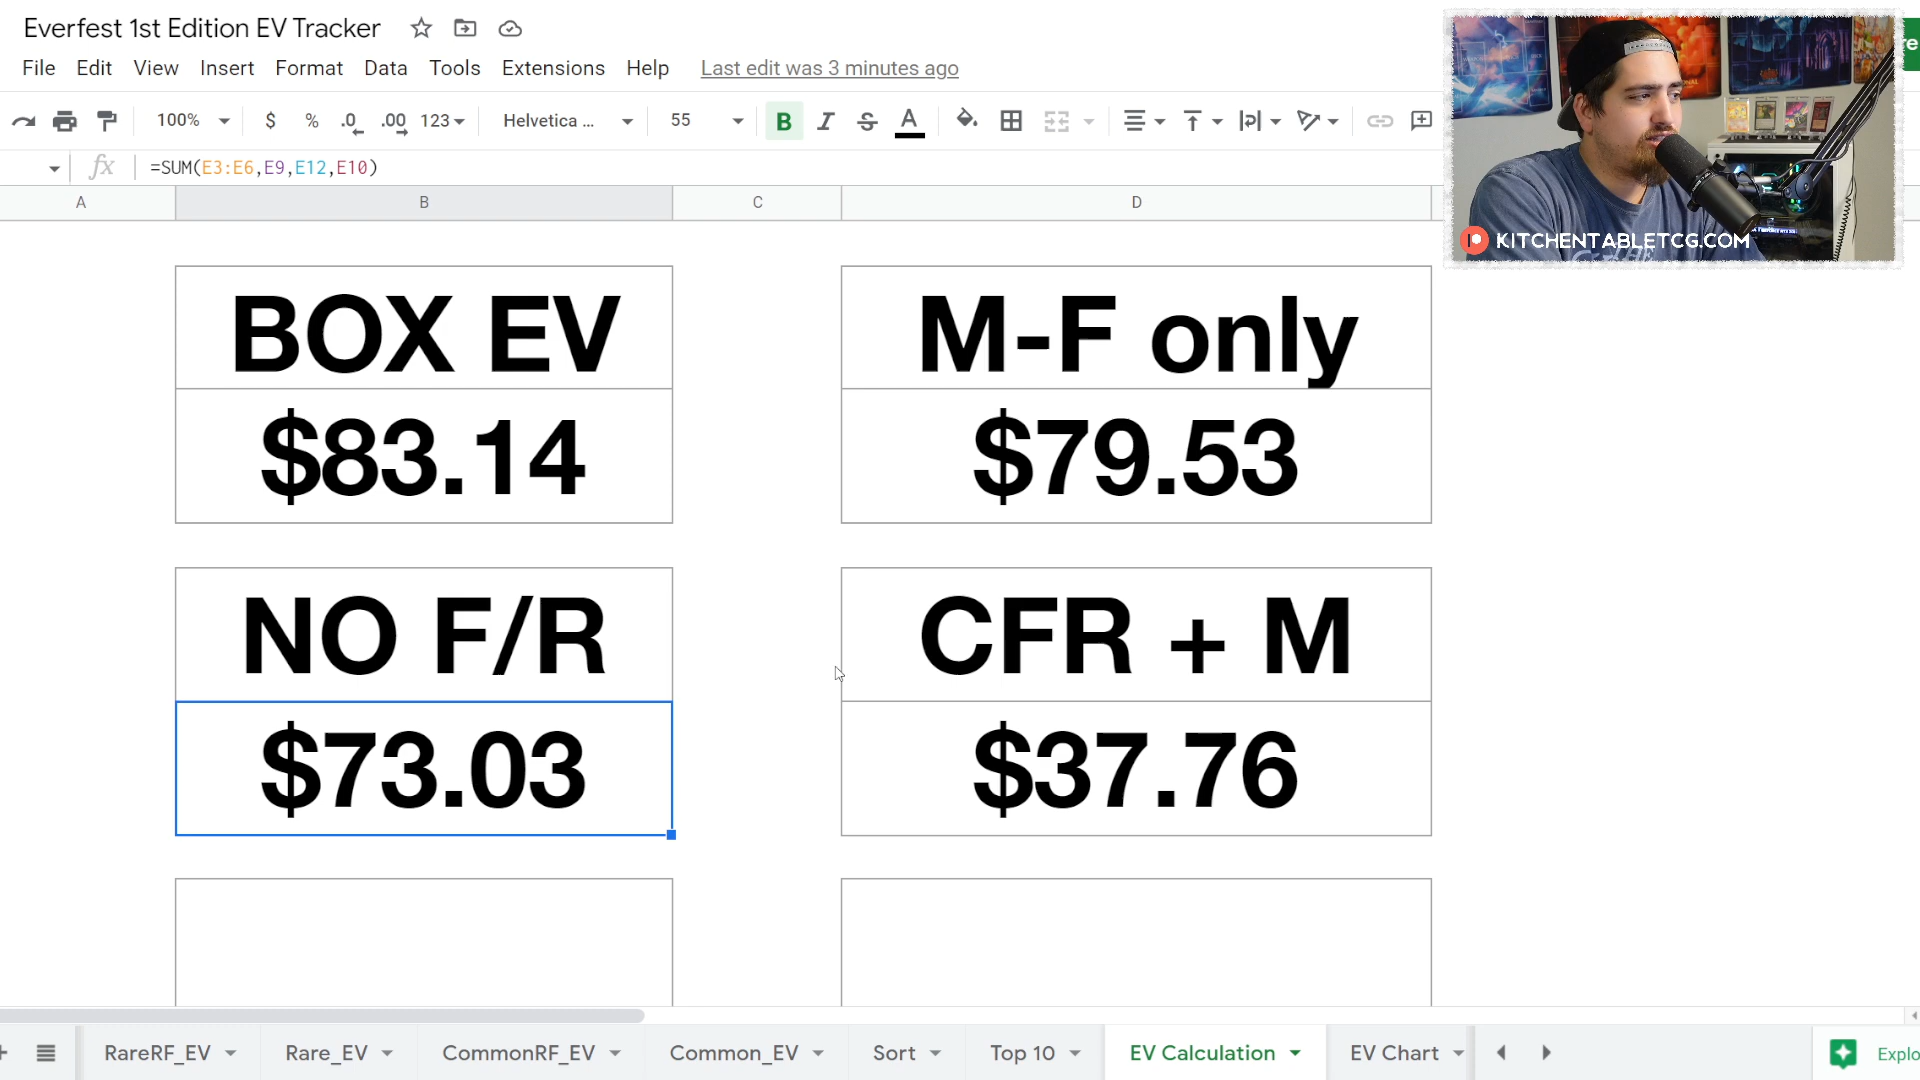 Everfest 1st Edition EV Tracker
File Edit View Insert Format Data Tools Extensions Help Last edit was 3 minutes ago
100% $ % .0 .00 123 Helvetica ... 55 B I S A
fx =SUM(E3:E6,E9,E12,E10)
A B C D
KITCHENTABLETCG.COM
BOX EV M-F only
$83.14 $79.53
NO F/R CFR + M
$73.03 $37.76
RareRF_EV Rare_EV CommonRF_EV Common_EV Sort Top 10 EV Calculation EV Chart Explo